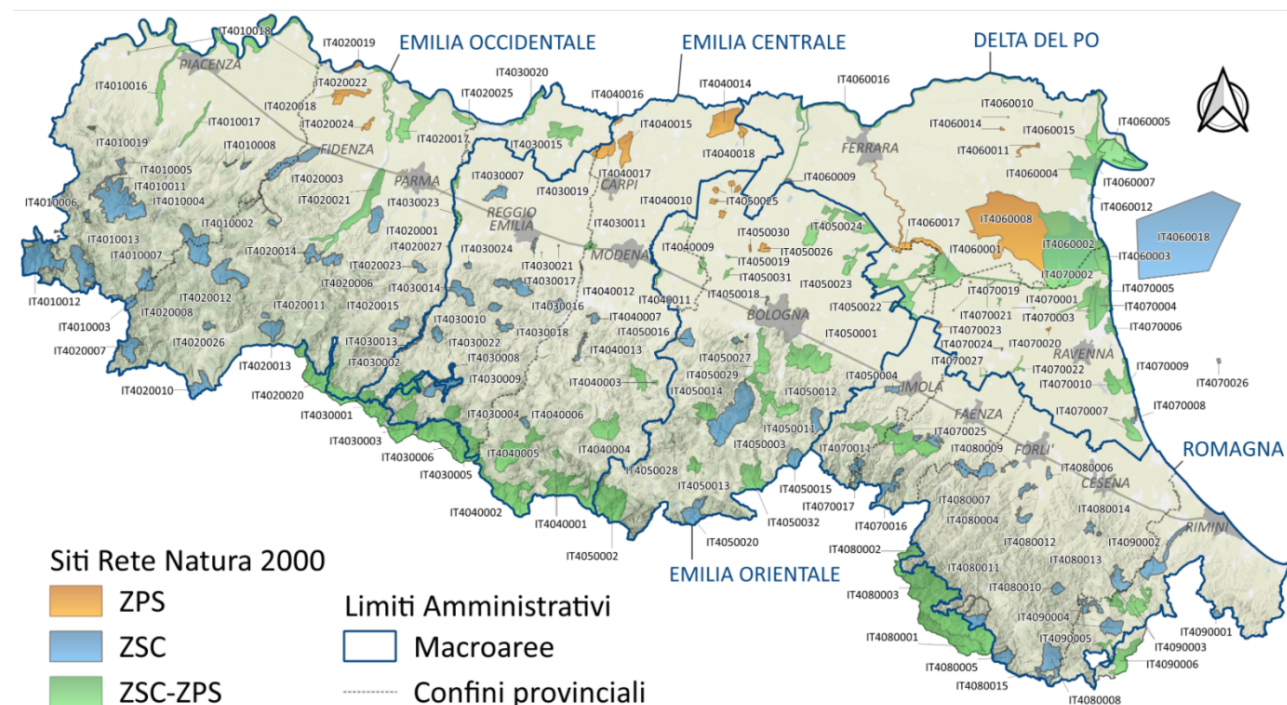 IT4010018
IT4020019
EMILIA OCCIDENTALE
EMILIA CENTRALE
DELTA DEL PO
PIACENZA
IT4020022
IT4030020
IT4040014
IT4060016
IT4010016
IT4020018
IT4020025
IT4040016
IT4060010
IT4040015
IT4060014
IT4060015
IT4060005
IT4010017
IT4020024
IT4020017
IT4030015
IT4040018
FERRARA
IT4060011
IT4010019
IT4010008
FIDENZA
IT4040017
IT4060004
IT4010005
IT4020003
PARMA
IT4030007
IT4030019
CARPI
IT4060009
IT4060007
IT4010011
IT4020021
IT4040010
IT4050025
IT4060012
IT4010006
IT4010004
IT4030023
REGGIO
EMILIA
IT4030011
IT4050024
IT4060017
IT4060008
IT4060018
IT4010002
IT4020001
IT4050030
IT4010013
IT4020014
IT4030024
MODENA
IT4040009
IT4050026
IT4060001
IT4060002
IT4010007
IT4020027
IT4030021
IT4050019
IT4060003
IT4020023
IT4030017
IT4050031
IT4050023
IT4070002
IT4020006
IT4030014
IT4040012
IT4040011
IT4050018
IT4070019
IT4070001
IT4070005
IT4010012
IT4020012
IT4020011
IT4020015
IT4030016
IT4040007
IT4050022
IT4070021
IT4070003
IT4070004
IT4010003
IT4020008
IT4030010
IT4030018
IT4050016
BOLOGNA
IT4050001
IT4070023
IT4070020
IT4070006
IT4030013
IT4030022
IT4040013
IT4050027
IT4070024
RAVENNA
IT4020007
IT4020026
IT4030002
IT4030008
IT4050029
IT4070027
IT4070022
IT4070009
IT4020013
IT4030009
IT4040003
IT4050014
IT4050012
IT4050004
IMOLA
IT4070010
IT4070026
IT4020010
IT4020020
IT4030001
IT4030004
IT4040006
IT4050011
FAENZA
IT4070007
IT4070008
IT4030003
IT4040004
IT4050003
IT4070011
IT4070025
IT4030006
IT4040005
IT4080009
FORLÌ
ROMAGNA
IT4030005
IT4050028
IT4050013
IT4050015
IT4080006
IT4070017
IT4080007
CESENA
IT4040002
IT4040001
IT4050032
IT4070016
IT4080004
IT4080014
RIMINI
IT4050002
IT4050020
IT4080002
IT4080012
IT4090002
Siti Rete Natura 2000
EMILIA ORIENTALE
IT4080011
IT4080013
ZPS
Limiti Amministrativi
IT4080003
IT4080010
ZSC
Macroaree
IT4080001
IT4090004
IT4090001
IT4090005
IT4090003
IT4080005
IT4090006
ZSC-ZPS
Confini provinciali
IT4080015
IT4080008